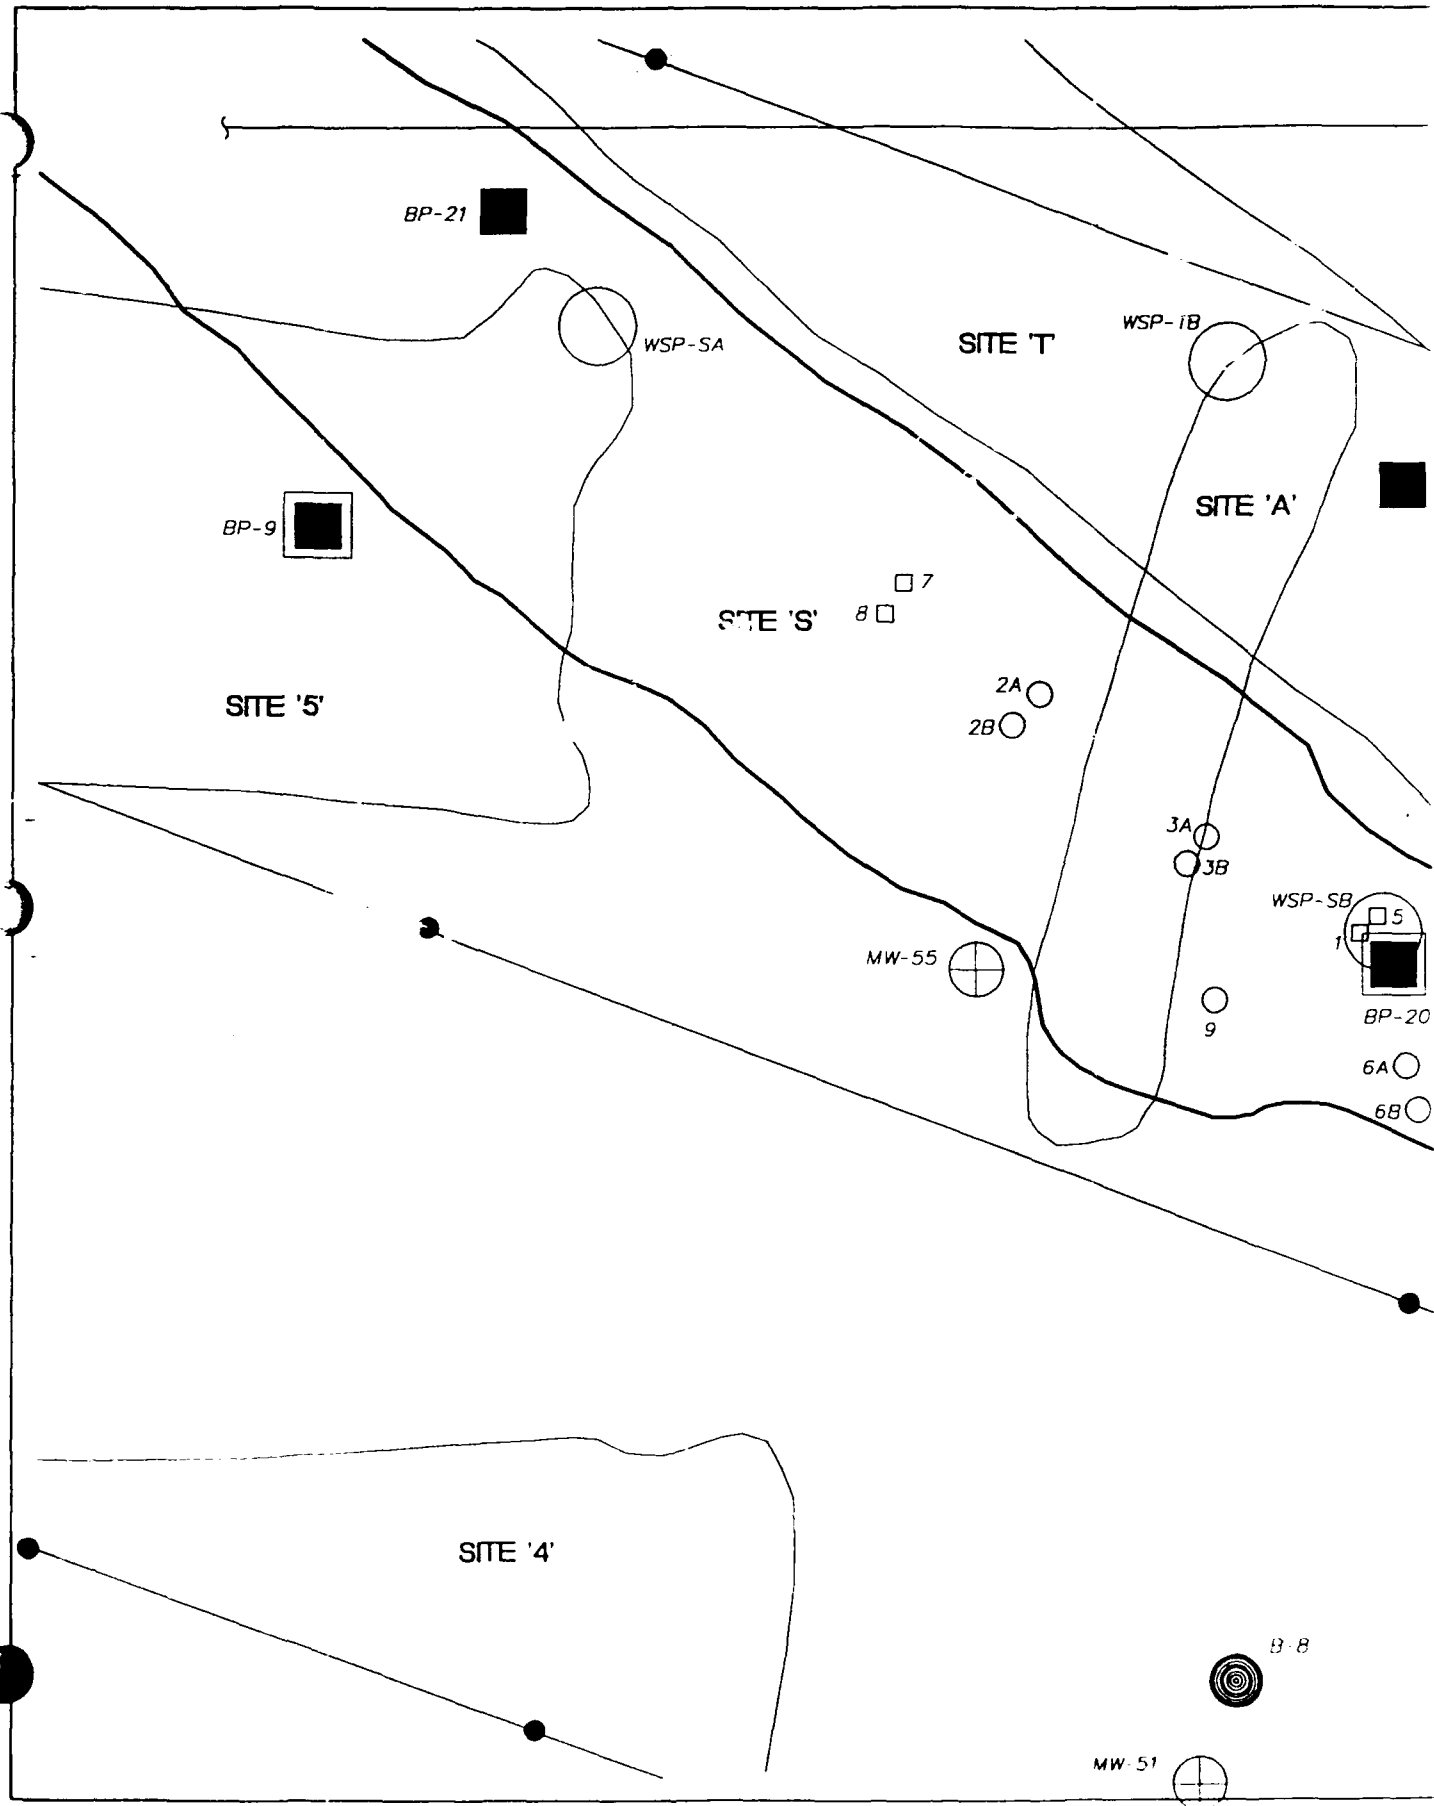 BP-21
WSP-SA
SITE 'T'
WSP-1B
SITE 'A'
BP-9
7
8
SITE 'S'
SITE '5'
2A
2B
3A
3B
WSP-SB
5
1
MW-55
9
BP-20
6A
6B
SITE '4'
B-8
MW-51